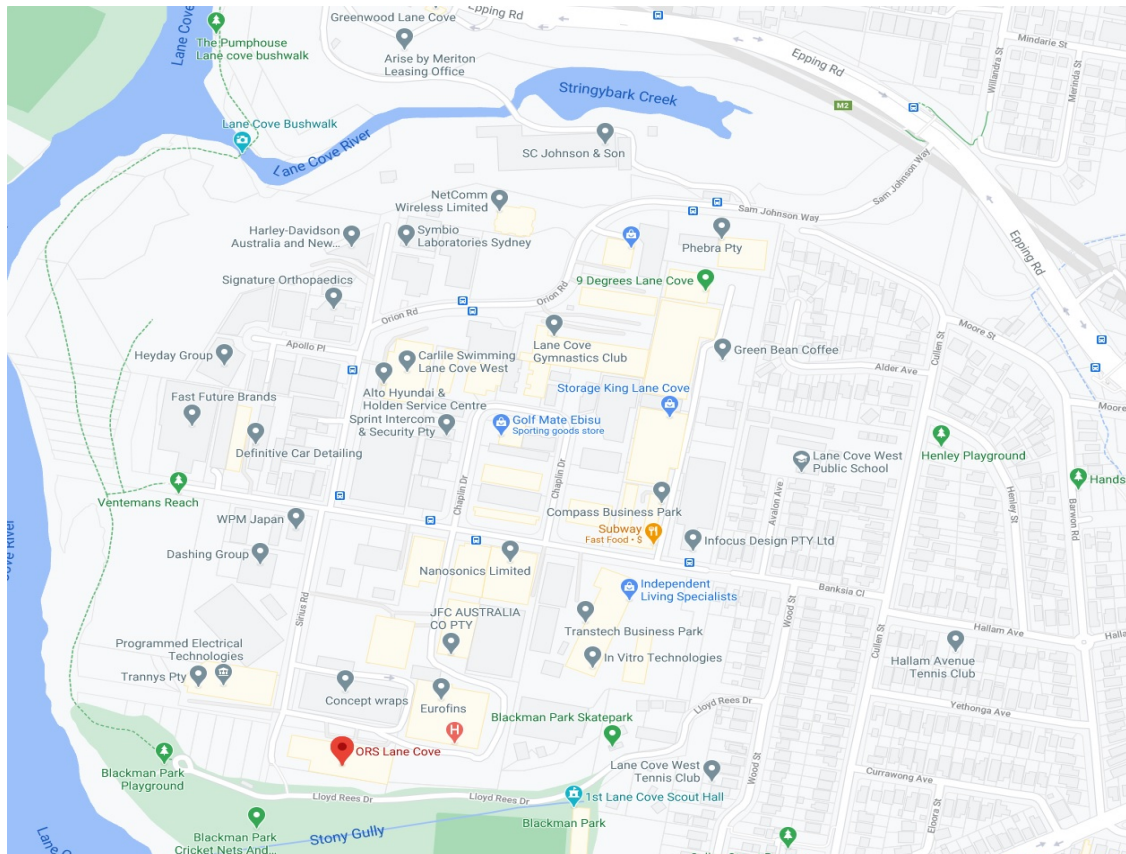 Greenwood Lane Cove
Epping Rd
Lane Cove
The Pumphouse
Lane cove bushwalk
Arise by Meriton
Leasing Office
Epping Rd
Mindarie St
Willandra St
Merinda St
Stringybark Creek
M2
Lane Cove Bushwalk
Lane Cove River
SC Johnson & Son
Sam Johnson Way
NetComm
Wireless Limited
Sam Johnson Way
Harley-Davidson
Australia and New...
Symbio
Laboratories Sydney
Phebra Pty
Epping Rd
Signature Orthopaedics
9 Degrees Lane Cove
Orion Rd
Orion Rd
Moore St
Cullen St
Apollo Pl
Heyday Group
Lane Cove
Gymnastics Club
Green Bean Coffee
Carlile Swimming
Lane Cove West
Alder Ave
Alto Hyundai &
Holden Service Centre
Storage King Lane Cove
Fast Future Brands
Moore
Sprint Intercom
& Security Pty
Golf Mate Ebisu
Sporting goods store
Definitive Car Detailing
Lane Cove West
Public School
Henley Playground
Chaplin Dr
Chaplin Dr
Hands
Ventemans Reach
Avalon Ave
Henley St
Barwon Rd
Compass Business Park
WPM Japan
Subway
Fast Food • $
Infocus Design PTY Ltd
Cove River
Dashing Group
Nanosonics Limited
Independent
Living Specialists
Banksia Cl
Wood St
Sirius Rd
JFC AUSTRALIA
CO PTY
Transtech Business Park
Cullen St
Hallam Ave
Halla
Programmed Electrical
Technologies
In Vitro Technologies
Hallam Avenue
Tennis Club
Trannys Pty
Concept wraps
Eurofins
Lloyd Rees Dr
Yethonga Ave
Blackman Park Skatepark
H
ORS Lane Cove
Wood St
Lane Cove West
Tennis Club
Blackman Park
Playground
Currawong Ave
Lloyd Rees Dr
Lloyd Rees Dr
1st Lane Cove Scout Hall
Eloora St
Blackman Park
Stony Gully
Blackman Park
Cricket Nets And...